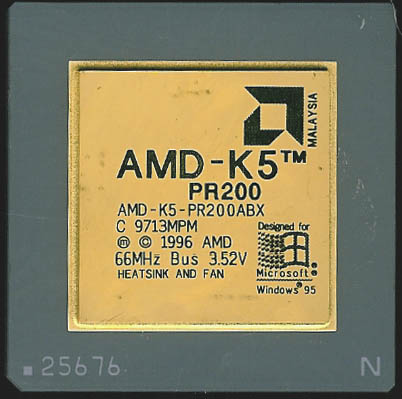 MALAYSIA
AMD-K5™
PR200
AMD-K5-PR200ABX
C 9713MPM
ⓜ © 1996 AMD
66MHz Bus 3.52V
HEATSINK AND FAN
Designed for
Microsoft®
Windows®95
25676
N